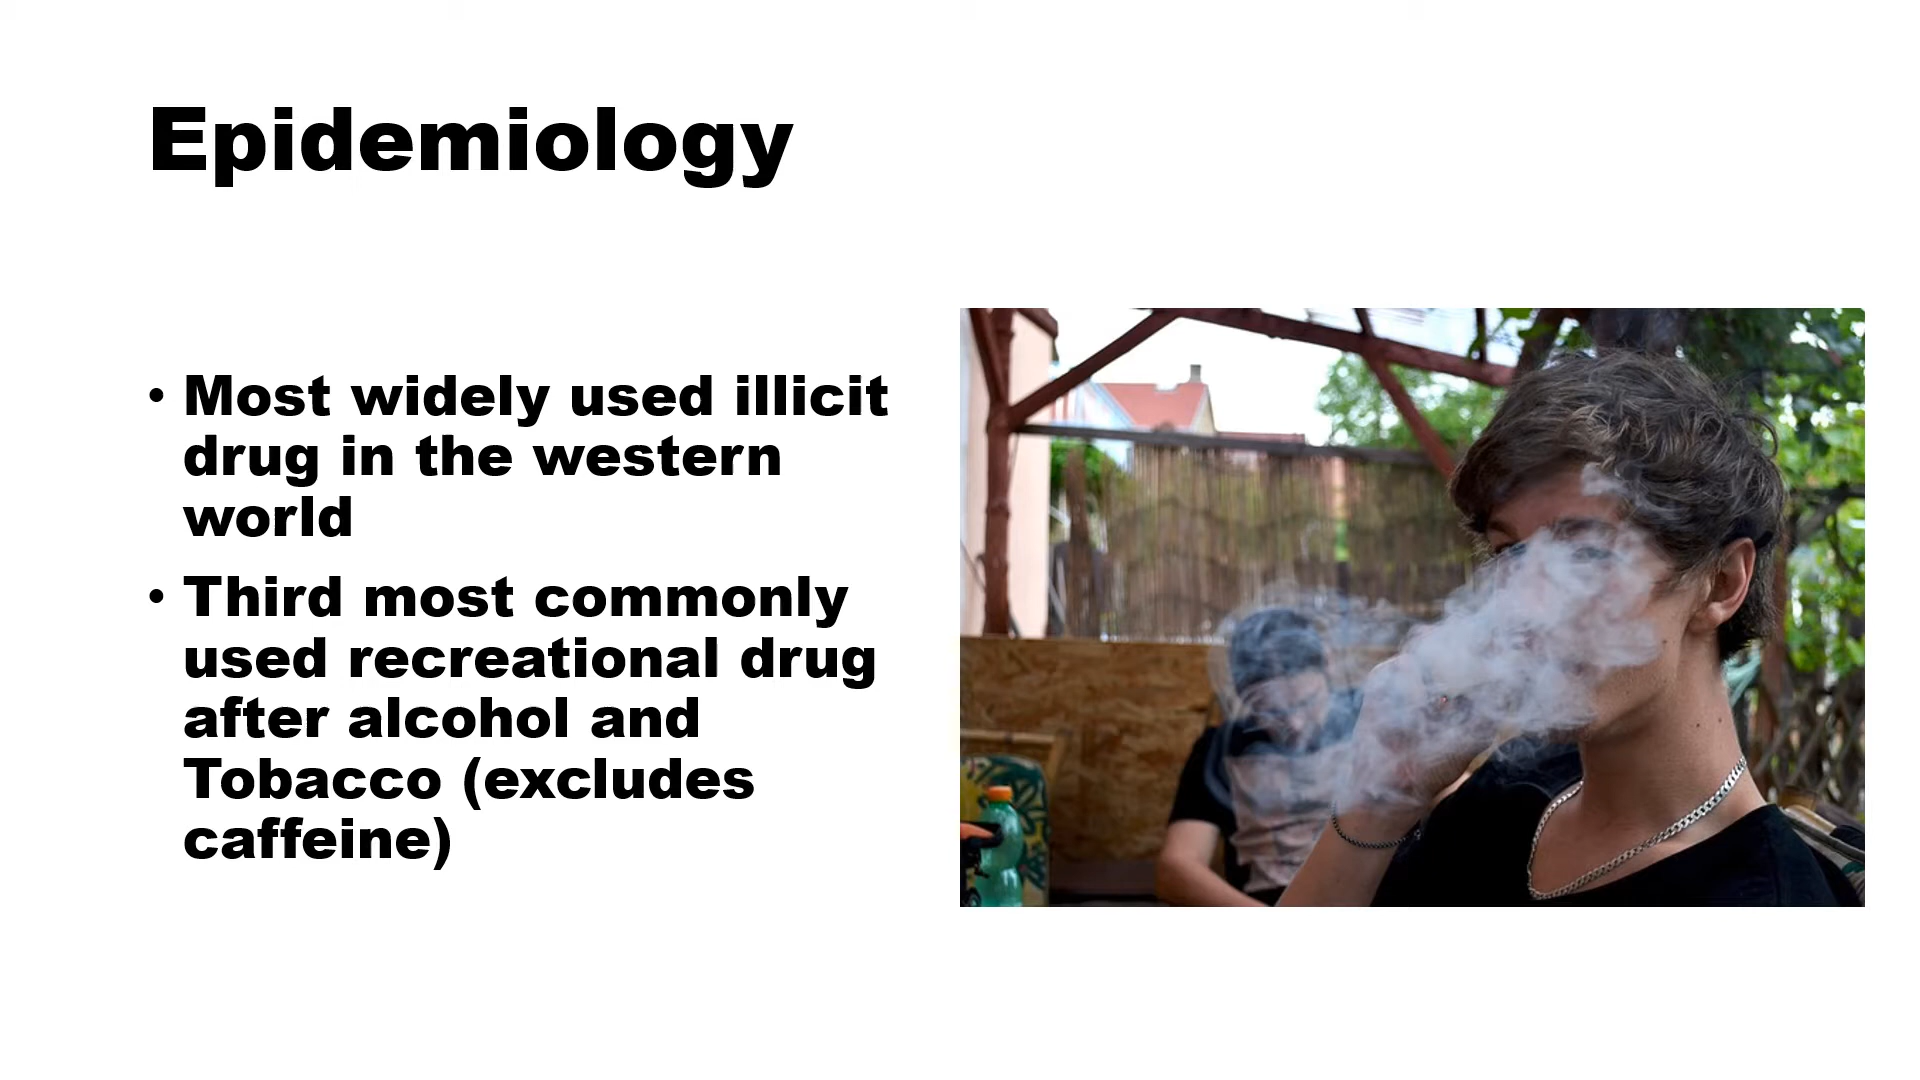 Epidemiology
• Most widely used illicit
drug in the western
world
• Third most commonly
used recreational drug
after alcohol and
Tobacco (excludes
caffeine)